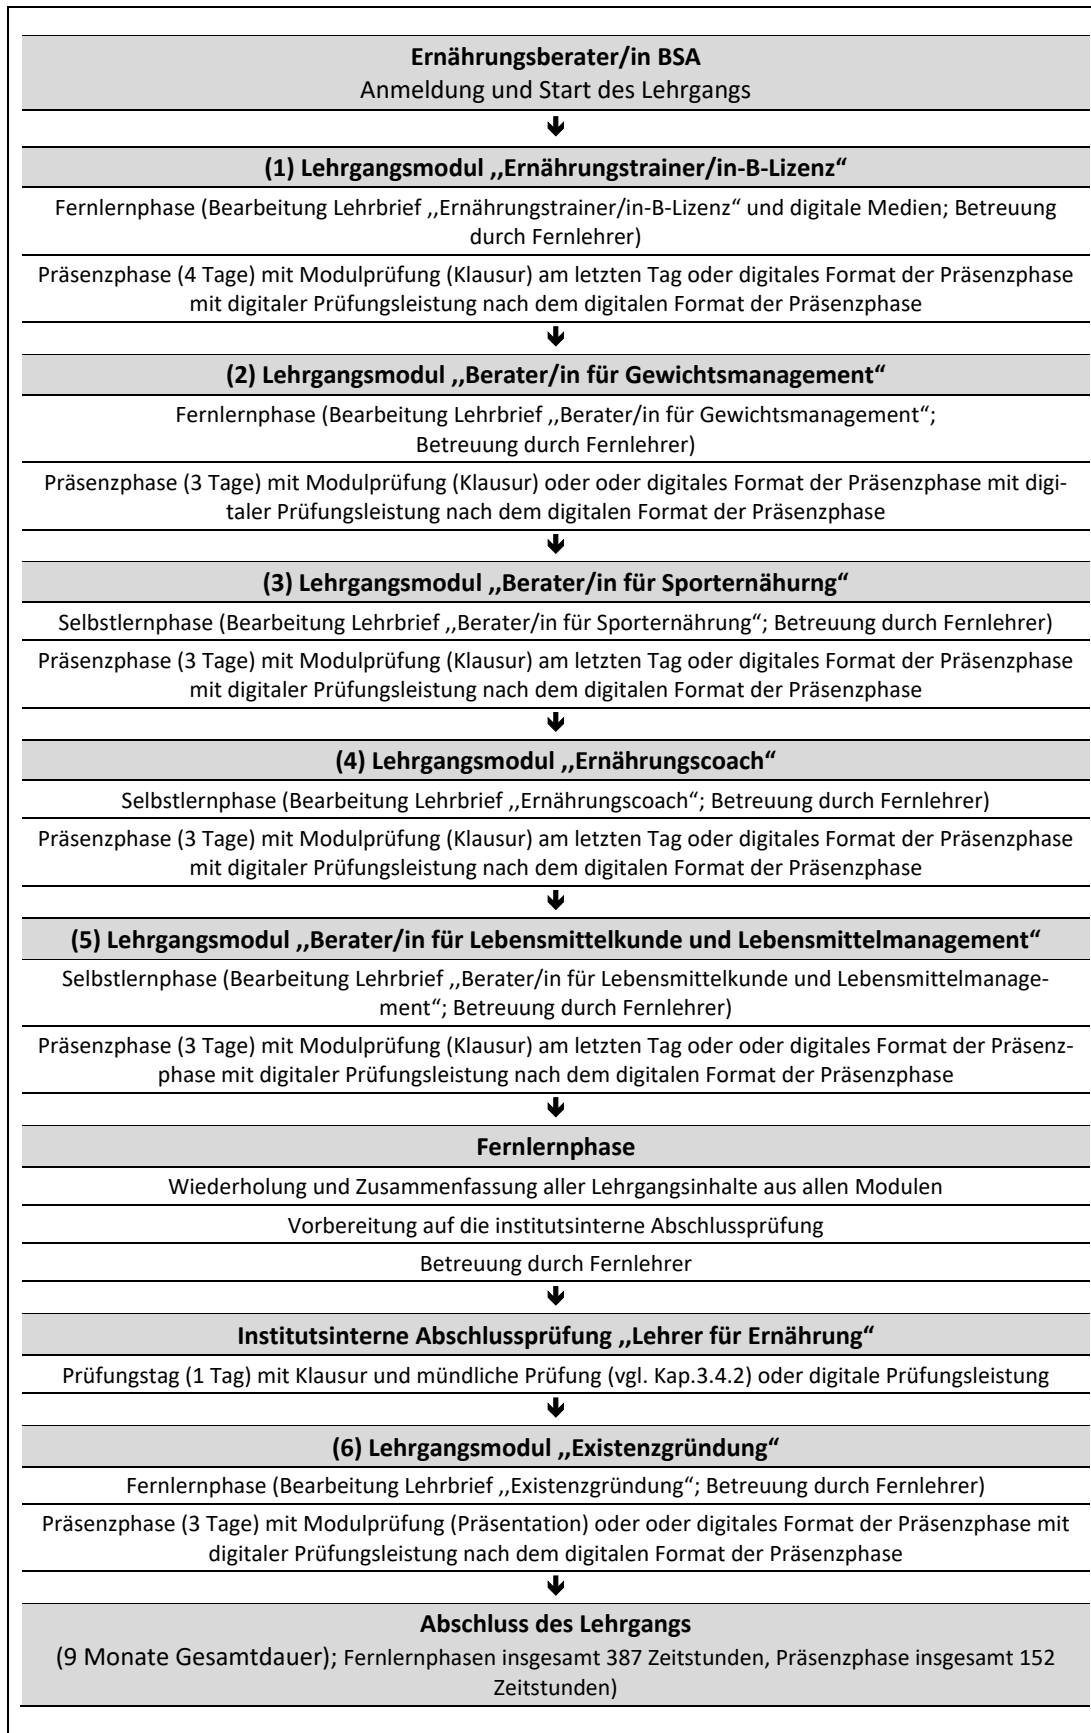 Ernährungsberater/in BSA
Anmeldung und Start des Lehrgangs
🡻
(1) Lehrgangsmodul ,,Ernährungstrainer/in-B-Lizenz“
Fernlernphase (Bearbeitung Lehrbrief ,,Ernährungstrainer/in-B-Lizenz“ und digitale Medien; Betreuung
durch Fernlehrer)
Präsenzphase (4 Tage) mit Modulprüfung (Klausur) am letzten Tag oder digitales Format der Präsenzphase
mit digitaler Prüfungsleistung nach dem digitalen Format der Präsenzphase
🡻
(2) Lehrgangsmodul ,,Berater/in für Gewichtsmanagement“
Fernlernphase (Bearbeitung Lehrbrief ,,Berater/in für Gewichtsmanagement“;
Betreuung durch Fernlehrer)
Präsenzphase (3 Tage) mit Modulprüfung (Klausur) oder oder digitales Format der Präsenzphase mit digi-
taler Prüfungsleistung nach dem digitalen Format der Präsenzphase
🡻
(3) Lehrgangsmodul ,,Berater/in für Sporternähurng“
Selbstlernphase (Bearbeitung Lehrbrief ,,Berater/in für Sporternährung“; Betreuung durch Fernlehrer)
Präsenzphase (3 Tage) mit Modulprüfung (Klausur) am letzten Tag oder digitales Format der Präsenzphase
mit digitaler Prüfungsleistung nach dem digitalen Format der Präsenzphase
🡻
(4) Lehrgangsmodul ,,Ernährungscoach“
Selbstlernphase (Bearbeitung Lehrbrief ,,Ernährungscoach“; Betreuung durch Fernlehrer)
Präsenzphase (3 Tage) mit Modulprüfung (Klausur) am letzten Tag oder digitales Format der Präsenzphase
mit digitaler Prüfungsleistung nach dem digitalen Format der Präsenzphase
🡻
(5) Lehrgangsmodul ,,Berater/in für Lebensmittelkunde und Lebensmittelmanagement“
Selbstlernphase (Bearbeitung Lehrbrief ,,Berater/in für Lebensmittelkunde und Lebensmittelmanage-
ment“; Betreuung durch Fernlehrer)
Präsenzphase (3 Tage) mit Modulprüfung (Klausur) am letzten Tag oder oder digitales Format der Präsenz-
phase mit digitaler Prüfungsleistung nach dem digitalen Format der Präsenzphase
🡻
Fernlernphase
Wiederholung und Zusammenfassung aller Lehrgangsinhalte aus allen Modulen
Vorbereitung auf die institutsinterne Abschlussprüfung
Betreuung durch Fernlehrer
🡻
Institutsinterne Abschlussprüfung ,,Lehrer für Ernährung“
Prüfungstag (1 Tag) mit Klausur und mündliche Prüfung (vgl. Kap.3.4.2) oder digitale Prüfungsleistung
🡻
(6) Lehrgangsmodul ,,Existenzgründung“
Fernlernphase (Bearbeitung Lehrbrief ,,Existenzgründung“; Betreuung durch Fernlehrer)
Präsenzphase (3 Tage) mit Modulprüfung (Präsentation) oder oder digitales Format der Präsenzphase mit
digitaler Prüfungsleistung nach dem digitalen Format der Präsenzphase
🡻
Abschluss des Lehrgangs
(9 Monate Gesamtdauer); Fernlernphasen insgesamt 387 Zeitstunden, Präsenzphase insgesamt 152
Zeitstunden)